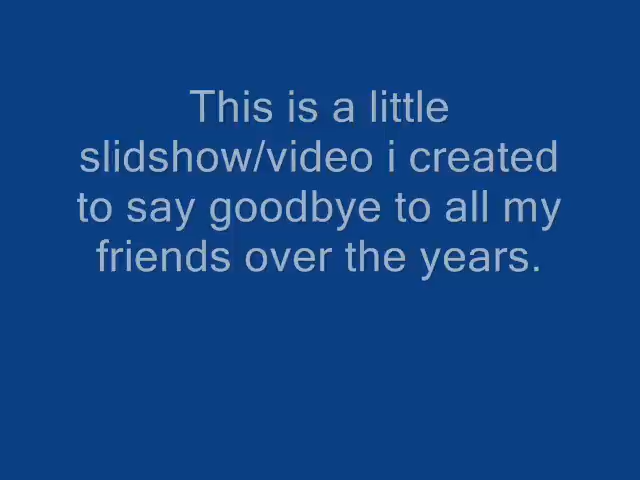 This is a little
slidshow/video i created
to say goodbye to all my
friends over the years.